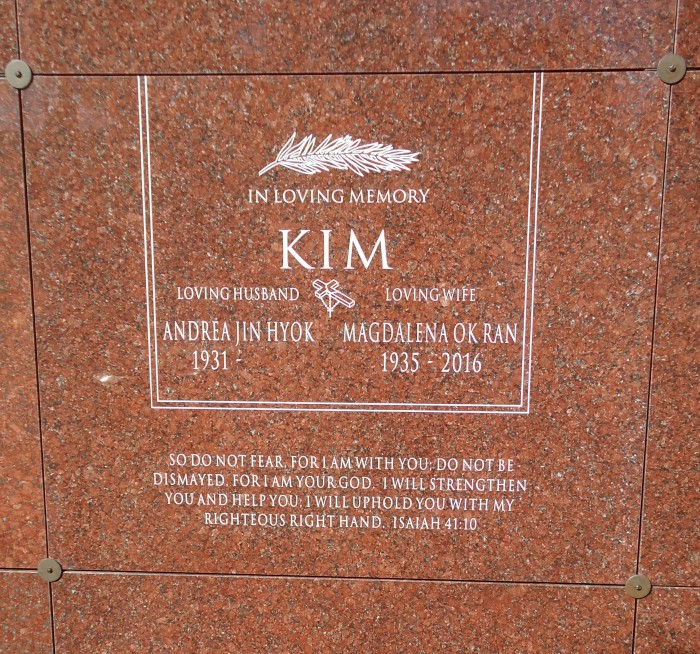 IN LOVING MEMORY
KIM
LOVING HUSBAND LOVING WIFE
ANDREA JIN HYOK MAGDALENA OK RAN
1931 - 1935 - 2016
SO DO NOT FEAR, FOR I AM WITH YOU; DO NOT BE
DISMAYED, FOR I AM YOUR GOD. I WILL STRENGTHEN
YOU AND HELP YOU; I WILL UPHOLD YOU WITH MY
RIGHTEOUS RIGHT HAND. ISAIAH 41:10